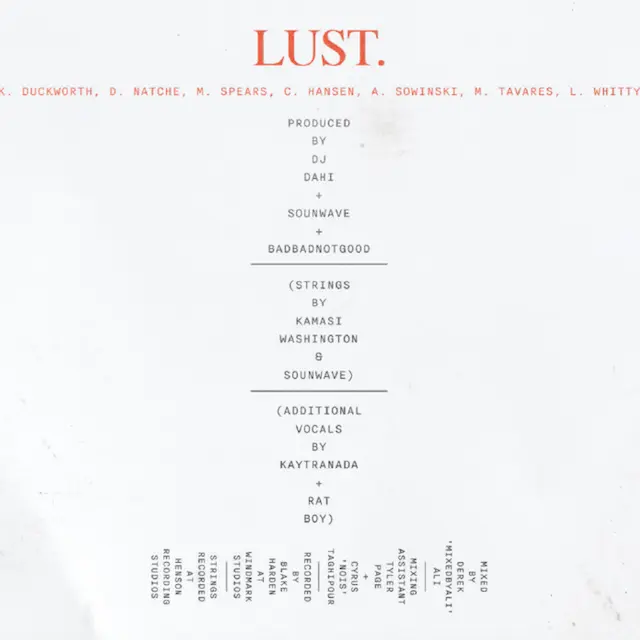 LUST.
K. DUCKWORTH, D. NATCHE, M. SPEARS, C. HANSEN, A. SOWINSKI, M. TAVARES, L. WHITTY
PRODUCED
BY
DJ
DAHI
+
SOUNWAVE
+
BADBADNOTGOOD
(STRINGS
BY
KAMASI
WASHINGTON
&
SOUNWAVE)
(ADDITIONAL
VOCALS
BY
KAYTRANADA
+
RAT
BOY)
MIXED
BY
DEREK
'MIXEDBYALI'
ALI
MIXING
ASSISTANT
TYLER
PAGE
+
CYRUS
'NOIS'
TAGHIPOUR
RECORDED
BY
BLAKE
HARDEN
AT
WINDMARK
STUDIOS
STRINGS
RECORDED
AT
HENSON
RECORDING
STUDIOS